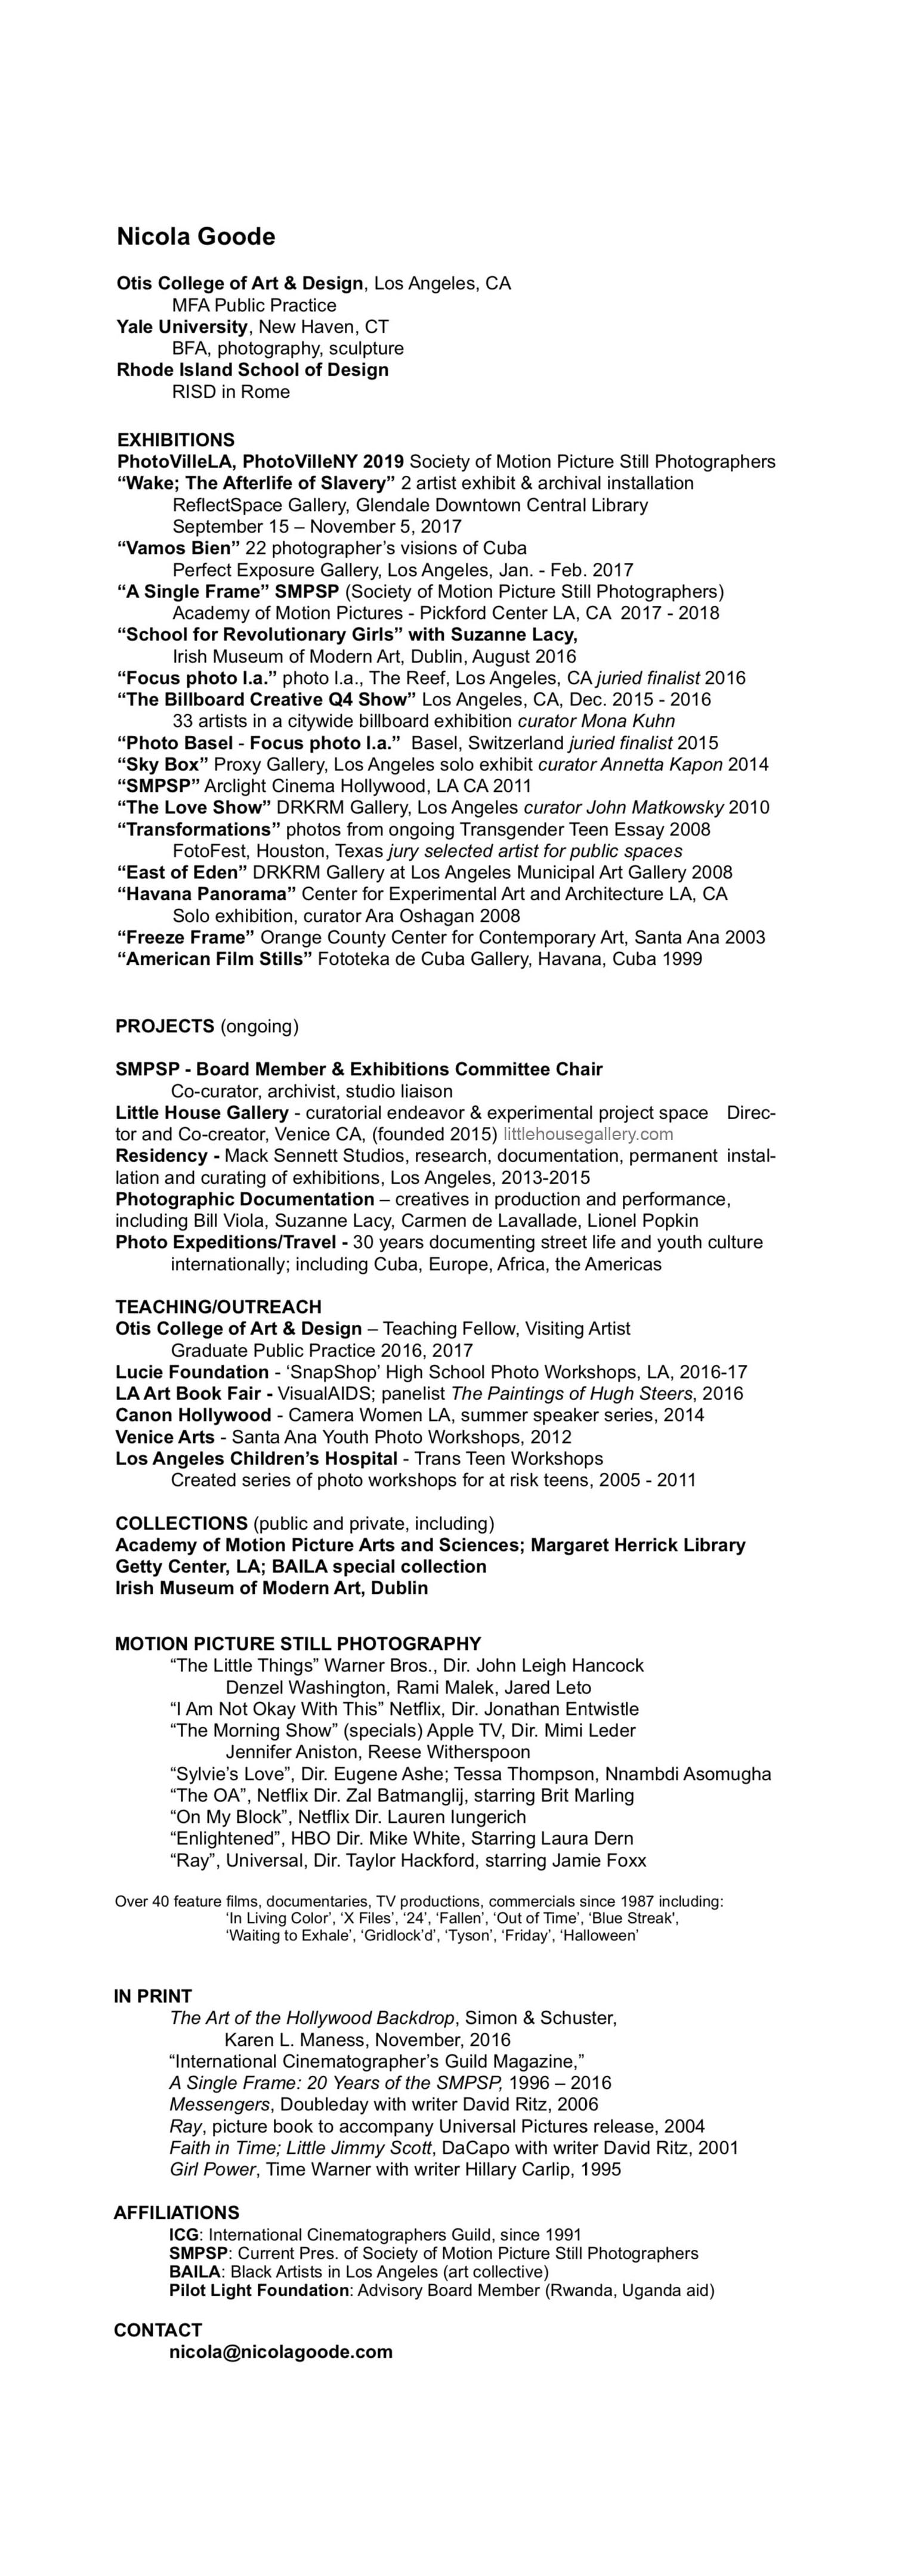 Nicola Goode
Otis College of Art & Design, Los Angeles, CA
MFA Public Practice
Yale University, New Haven, CT
BFA, photography, sculpture
Rhode Island School of Design
RISD in Rome
EXHIBITIONS
PhotoVilleLA, PhotoVilleNY 2019 Society of Motion Picture Still Photographers
“Wake; The Afterlife of Slavery” 2 artist exhibit & archival installation
ReflectSpace Gallery, Glendale Downtown Central Library
September 15 – November 5, 2017
“Vamos Bien” 22 photographer’s visions of Cuba
Perfect Exposure Gallery, Los Angeles, Jan. - Feb. 2017
“A Single Frame” SMPSP (Society of Motion Picture Still Photographers)
Academy of Motion Pictures - Pickford Center LA, CA 2017 - 2018
“School for Revolutionary Girls” with Suzanne Lacy,
Irish Museum of Modern Art, Dublin, August 2016
“Focus photo l.a.” photo l.a., The Reef, Los Angeles, CA juried finalist 2016
“The Billboard Creative Q4 Show” Los Angeles, CA, Dec. 2015 - 2016
33 artists in a citywide billboard exhibition curator Mona Kuhn
“Photo Basel - Focus photo l.a.” Basel, Switzerland juried finalist 2015
“Sky Box” Proxy Gallery, Los Angeles solo exhibit curator Annetta Kapon 2014
“SMPSP” Arclight Cinema Hollywood, LA CA 2011
“The Love Show” DRKRM Gallery, Los Angeles curator John Matkowsky 2010
“Transformations” photos from ongoing Transgender Teen Essay 2008
FotoFest, Houston, Texas jury selected artist for public spaces
“East of Eden” DRKRM Gallery at Los Angeles Municipal Art Gallery 2008
“Havana Panorama” Center for Experimental Art and Architecture LA, CA
Solo exhibition, curator Ara Oshagan 2008
“Freeze Frame” Orange County Center for Contemporary Art, Santa Ana 2003
“American Film Stills” Fototeka de Cuba Gallery, Havana, Cuba 1999
PROJECTS (ongoing)
SMPSP - Board Member & Exhibitions Committee Chair
Co-curator, archivist, studio liaison
Little House Gallery - curatorial endeavor & experimental project space Direc-
tor and Co-creator, Venice CA, (founded 2015) littlehousegallery.com
Residency - Mack Sennett Studios, research, documentation, permanent instal-
lation and curating of exhibitions, Los Angeles, 2013-2015
Photographic Documentation – creatives in production and performance,
including Bill Viola, Suzanne Lacy, Carmen de Lavallade, Lionel Popkin
Photo Expeditions/Travel - 30 years documenting street life and youth culture
internationally; including Cuba, Europe, Africa, the Americas
TEACHING/OUTREACH
Otis College of Art & Design – Teaching Fellow, Visiting Artist
Graduate Public Practice 2016, 2017
Lucie Foundation - ‘SnapShop’ High School Photo Workshops, LA, 2016-17
LA Art Book Fair - VisualAIDS; panelist The Paintings of Hugh Steers, 2016
Canon Hollywood - Camera Women LA, summer speaker series, 2014
Venice Arts - Santa Ana Youth Photo Workshops, 2012
Los Angeles Children’s Hospital - Trans Teen Workshops
Created series of photo workshops for at risk teens, 2005 - 2011
COLLECTIONS (public and private, including)
Academy of Motion Picture Arts and Sciences; Margaret Herrick Library
Getty Center, LA; BAILA special collection
Irish Museum of Modern Art, Dublin
MOTION PICTURE STILL PHOTOGRAPHY
“The Little Things” Warner Bros., Dir. John Leigh Hancock
Denzel Washington, Rami Malek, Jared Leto
“I Am Not Okay With This” Netflix, Dir. Jonathan Entwistle
“The Morning Show” (specials) Apple TV, Dir. Mimi Leder
Jennifer Aniston, Reese Witherspoon
“Sylvie’s Love”, Dir. Eugene Ashe; Tessa Thompson, Nnambdi Asomugha
“The OA”, Netflix Dir. Zal Batmanglij, starring Brit Marling
“On My Block”, Netflix Dir. Lauren Iungerich
“Enlightened”, HBO Dir. Mike White, Starring Laura Dern
“Ray”, Universal, Dir. Taylor Hackford, starring Jamie Foxx
Over 40 feature films, documentaries, TV productions, commercials since 1987 including:
‘In Living Color’, ‘X Files’, ‘24’, ‘Fallen’, ‘Out of Time’, ‘Blue Streak',
‘Waiting to Exhale’, ‘Gridlock’d’, ‘Tyson’, ‘Friday’, ‘Halloween’
IN PRINT
The Art of the Hollywood Backdrop, Simon & Schuster,
Karen L. Maness, November, 2016
“International Cinematographer’s Guild Magazine,”
A Single Frame: 20 Years of the SMPSP, 1996 – 2016
Messengers, Doubleday with writer David Ritz, 2006
Ray, picture book to accompany Universal Pictures release, 2004
Faith in Time; Little Jimmy Scott, DaCapo with writer David Ritz, 2001
Girl Power, Time Warner with writer Hillary Carlip, 1995
AFFILIATIONS
ICG: International Cinematographers Guild, since 1991
SMPSP: Current Pres. of Society of Motion Picture Still Photographers
BAILA: Black Artists in Los Angeles (art collective)
Pilot Light Foundation: Advisory Board Member (Rwanda, Uganda aid)
CONTACT
nicola@nicolagoode.com